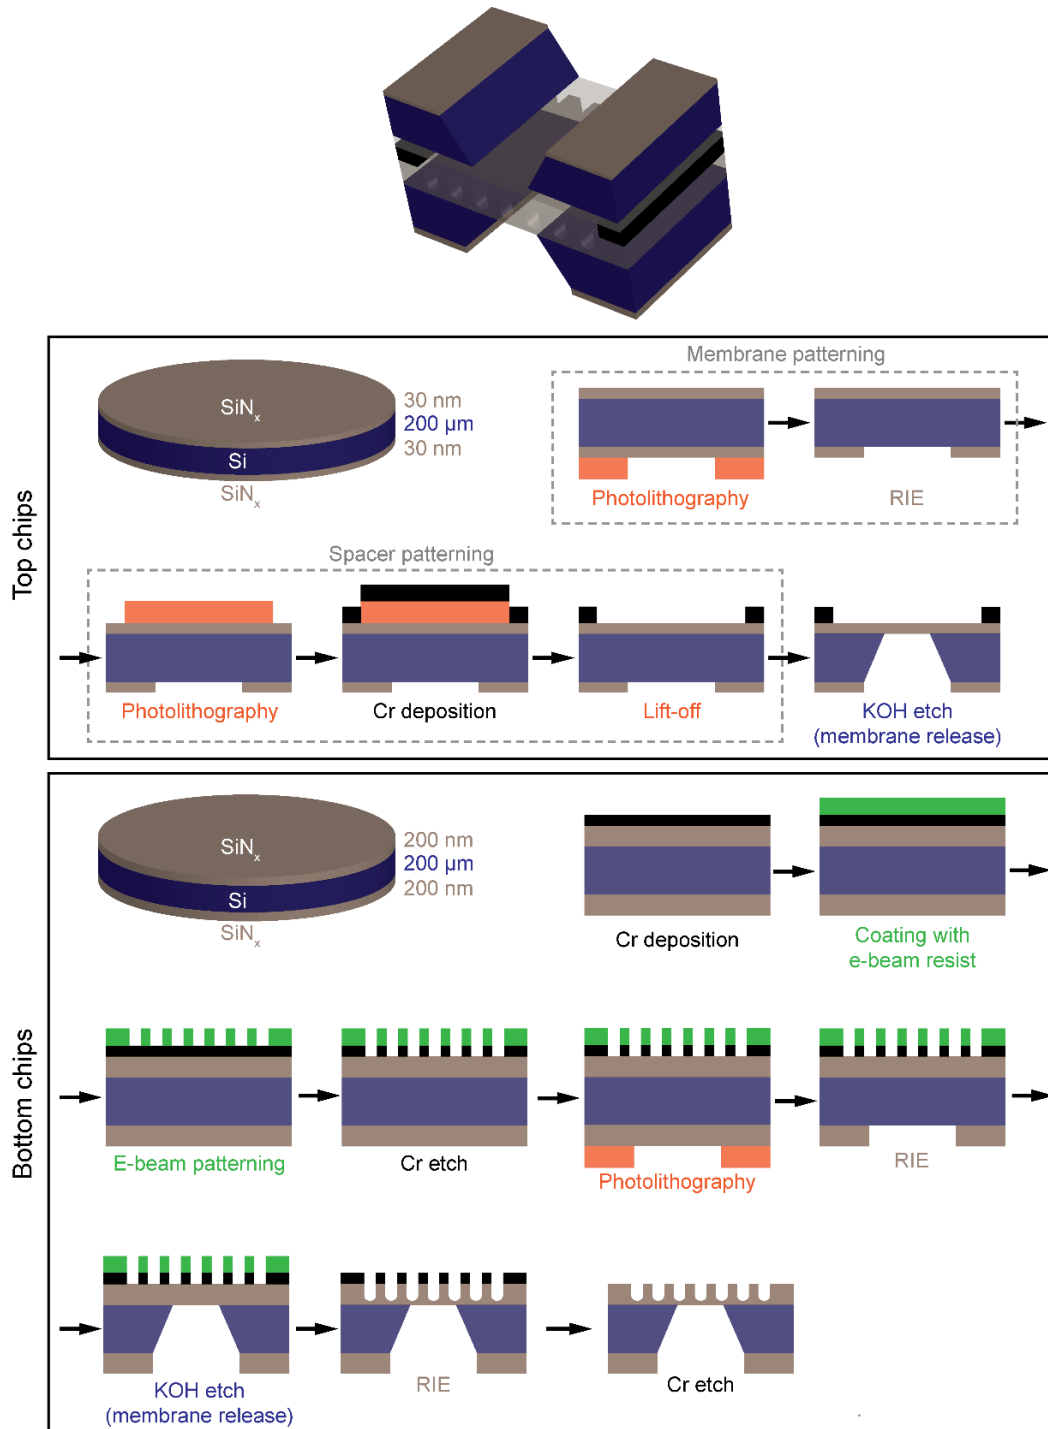 Top chips
SiNx
Si
SiNx
30 nm
200 µm
30 nm
Membrane patterning
Photolithography
RIE
Spacer patterning
Photolithography
Cr deposition
Lift-off
KOH etch
(membrane release)
Bottom chips
SiNx
Si
SiNx
200 nm
200 µm
200 nm
Cr deposition
Coating with
e-beam resist
E-beam patterning
Cr etch
Photolithography
RIE
KOH etch
(membrane release)
RIE
Cr etch